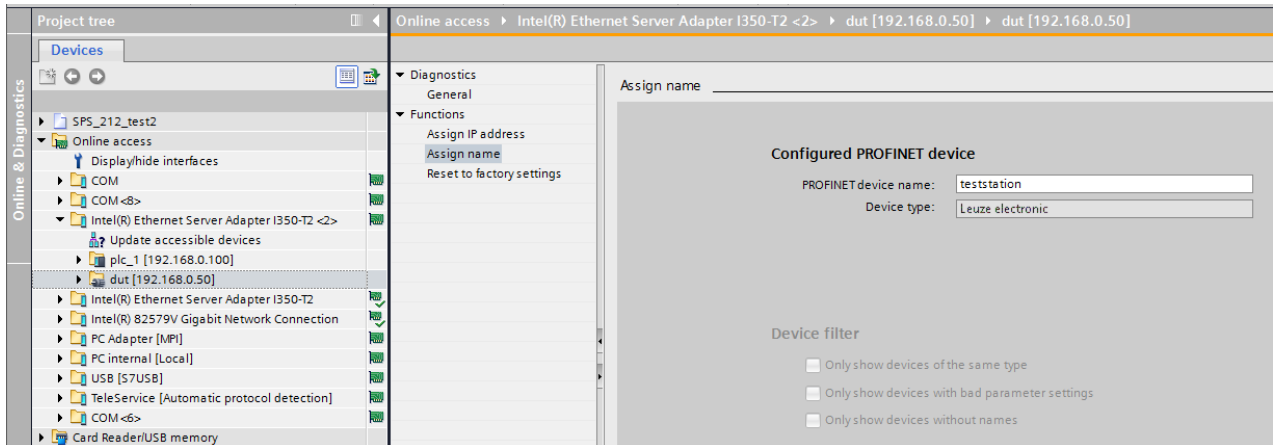 Project tree
Devices
Online & Diagnostics
SPS_212_test2
Online access
Display/hide interfaces
COM
COM <8>
Intel(R) Ethernet Server Adapter I350-T2 <2>
Update accessible devices
plc_1 [192.168.0.100]
dut [192.168.0.50]
Intel(R) Ethernet Server Adapter I350-T2
Intel(R) 82579V Gigabit Network Connection
PC Adapter [MPI]
PC internal [Local]
USB [S7USB]
TeleService [Automatic protocol detection]
COM <6>
Card Reader/USB memory
Online access ▸ Intel(R) Ethernet Server Adapter I350-T2 <2> ▸ dut [192.168.0.50] ▸ dut [192.168.0.50]
Diagnostics
General
Functions
Assign IP address
Assign name
Reset to factory settings
Assign name
Configured PROFINET device
PROFINET device name: teststation
Device type: Leuze electronic
Device filter
Only show devices of the same type
Only show devices with bad parameter settings
Only show devices without names